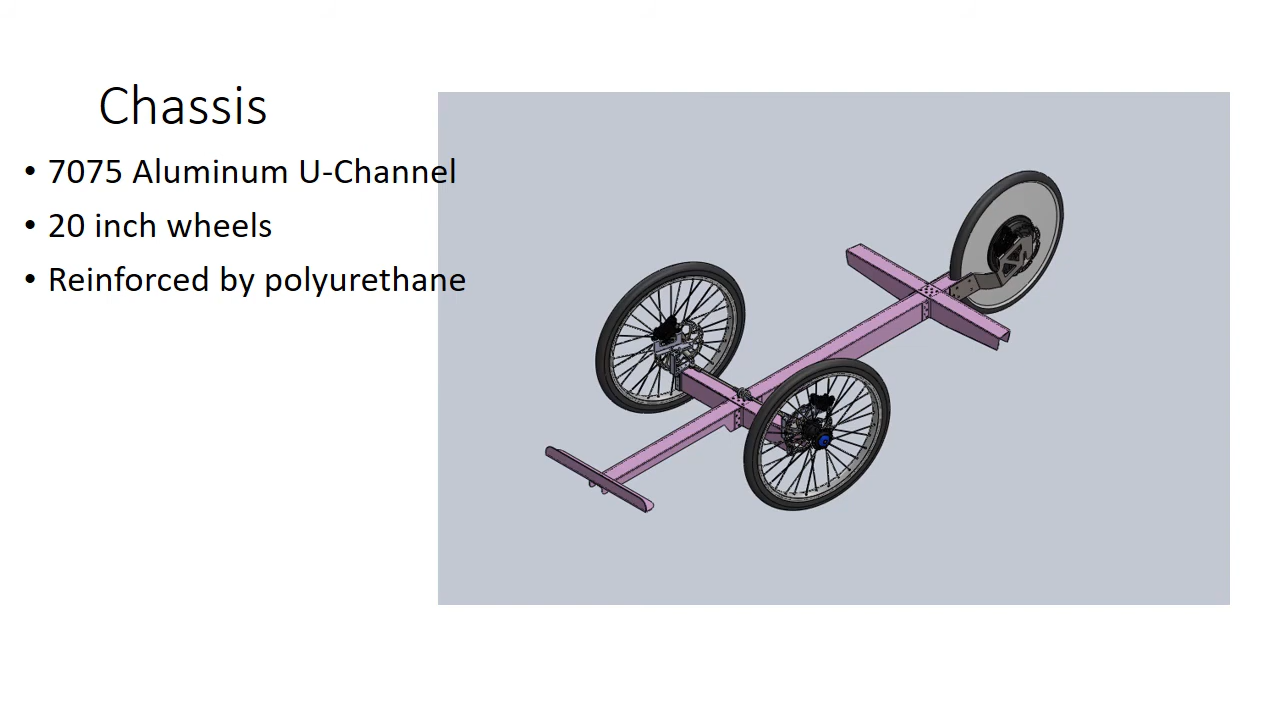 Chassis
• 7075 Aluminum U-Channel
• 20 inch wheels
• Reinforced by polyurethane